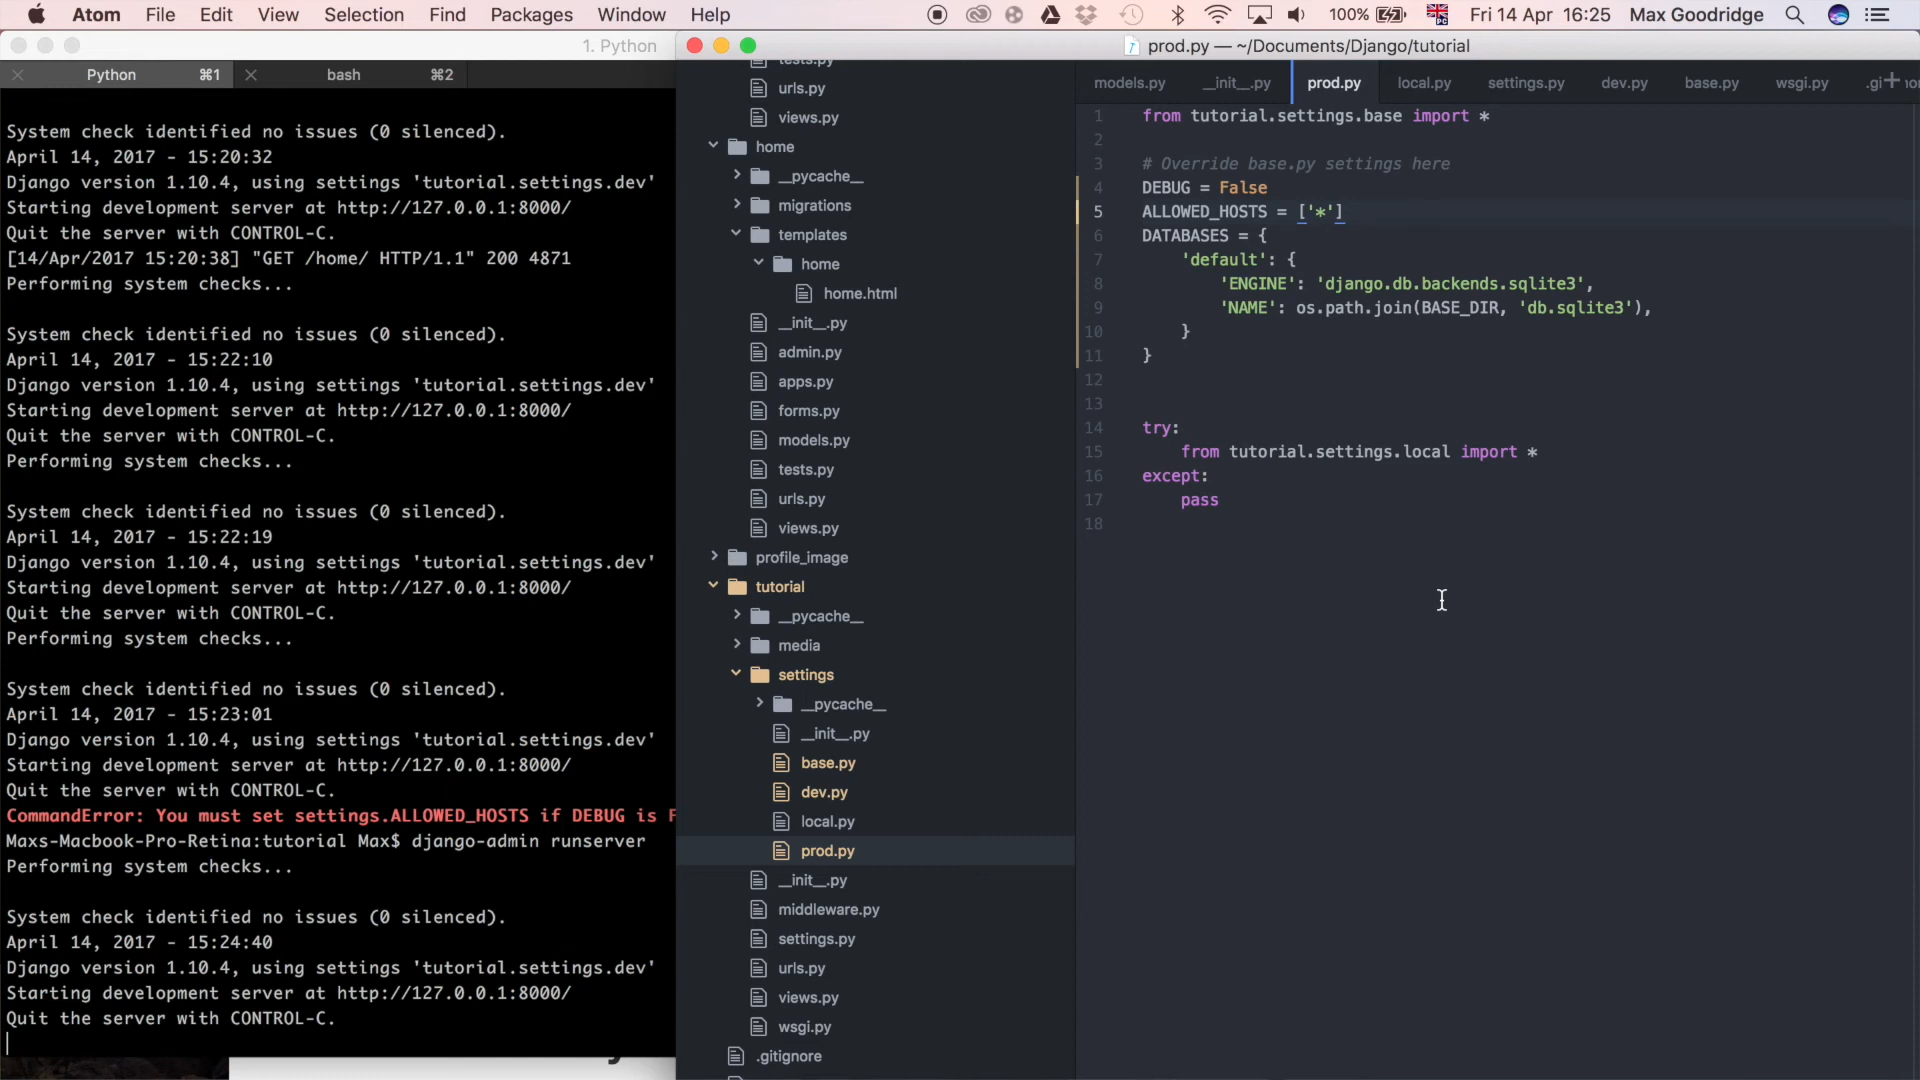 Atom File Edit View Selection Find Packages Window Help 100% Fri 14 Apr 16:25 Max Goodridge
1. Python
Python ⌘1 bash ⌘2
System check identified no issues (0 silenced).
April 14, 2017 - 15:20:32
Django version 1.10.4, using settings 'tutorial.settings.dev'
Starting development server at http://127.0.0.1:8000/
Quit the server with CONTROL-C.
[14/Apr/2017 15:20:38] "GET /home/ HTTP/1.1" 200 4871
Performing system checks...
System check identified no issues (0 silenced).
April 14, 2017 - 15:22:10
Django version 1.10.4, using settings 'tutorial.settings.dev'
Starting development server at http://127.0.0.1:8000/
Quit the server with CONTROL-C.
Performing system checks...
System check identified no issues (0 silenced).
April 14, 2017 - 15:22:19
Django version 1.10.4, using settings 'tutorial.settings.dev'
Starting development server at http://127.0.0.1:8000/
Quit the server with CONTROL-C.
Performing system checks...
System check identified no issues (0 silenced).
April 14, 2017 - 15:23:01
Django version 1.10.4, using settings 'tutorial.settings.dev'
Starting development server at http://127.0.0.1:8000/
Quit the server with CONTROL-C.
CommandError: You must set settings.ALLOWED_HOSTS if DEBUG is F
Maxs-Macbook-Pro-Retina:tutorial Max$ django-admin runserver
Performing system checks...
System check identified no issues (0 silenced).
April 14, 2017 - 15:24:40
Django version 1.10.4, using settings 'tutorial.settings.dev'
Starting development server at http://127.0.0.1:8000/
Quit the server with CONTROL-C.
prod.py — ~/Documents/Django/tutorial
tests.py
urls.py
views.py
home
__pycache__
migrations
templates
home
home.html
__init__.py
admin.py
apps.py
forms.py
models.py
tests.py
urls.py
views.py
profile_image
tutorial
__pycache__
media
settings
__pycache__
__init__.py
base.py
dev.py
local.py
prod.py
__init__.py
middleware.py
settings.py
urls.py
views.py
wsgi.py
.gitignore
models.py __init__.py prod.py local.py settings.py dev.py base.py wsgi.py .gi
1 from tutorial.settings.base import *
2
3 # Override base.py settings here
4 DEBUG = False
5 ALLOWED_HOSTS = ['*']
6 DATABASES = {
7 'default': {
8 'ENGINE': 'django.db.backends.sqlite3',
9 'NAME': os.path.join(BASE_DIR, 'db.sqlite3'),
10 }
11 }
12
13
14 try:
15 from tutorial.settings.local import *
16 except:
17 pass
18